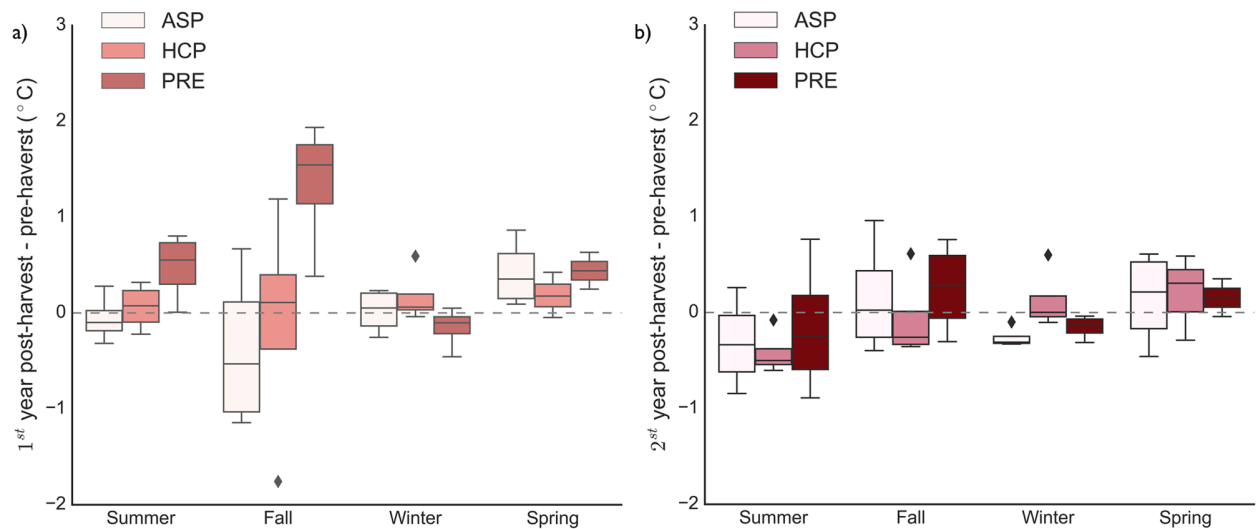 a)
ASP
HCP
PRE
1st year post-harvest - pre-haverst (°C)
3
2
1
0
−1
−2
Summer Fall Winter Spring
b)
ASP
HCP
PRE
2st year post-harvest - pre-haverst (°C)
3
2
1
0
−1
−2
Summer Fall Winter Spring